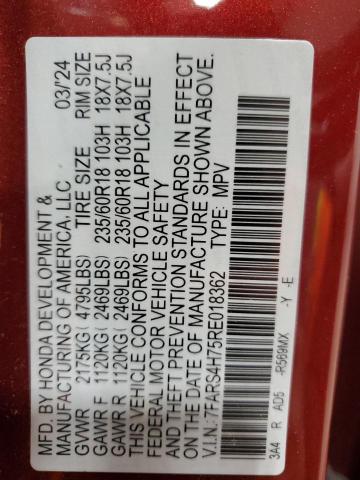 MFD. BY HONDA DEVELOPMENT & 03/24
MANUFACTURING OF AMERICA, LLC.
GVWR 2175KG( 4795LBS) TIRE SIZE RIM SIZE
GAWR F 1120KG( 2469LBS) 235/60R18 103H 18X7.5J
GAWR R 1120KG( 2469LBS) 235/60R18 103H 18X7.5J
THIS VEHICLE CONFORMS TO ALL APPLICABLE
FEDERAL MOTOR VEHICLE SAFETY
AND THEFT PREVENTION STANDARDS IN EFFECT
ON THE DATE OF MANUFACTURE SHOWN ABOVE.
V.I.N.: 7FARS4H75RE018362 TYPE: MPV
3A4 R AD5 -R569MX -Y -E